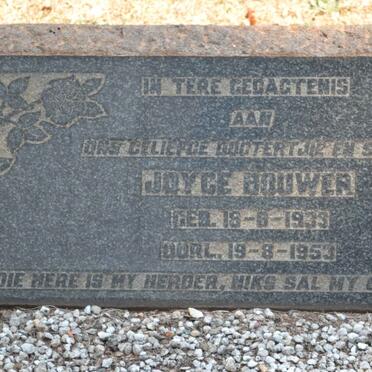 IN TERE GEDAGTENIS
AAN
ONS GELIEFDE DOGTERTJIE EN S
JOYCE BOUWER
GEB. 18-8-1933
OORL. 19-8-1953
DIE HERE IS MY HERDER, NIKS SAL MY